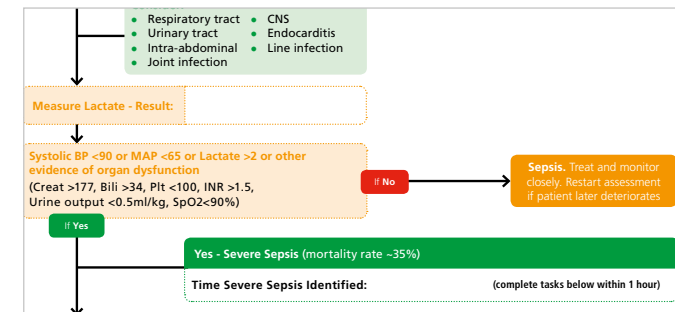 • Respiratory tract • CNS
• Urinary tract • Endocarditis
• Intra-abdominal • Line infection
• Joint infection
Measure Lactate - Result:
Systolic BP <90 or MAP <65 or Lactate >2 or other
evidence of organ dysfunction
(Creat >177, Bili >34, Plt <100, INR >1.5,
Urine output <0.5ml/kg, SpO2<90%)
If No
Sepsis. Treat and monitor
closely. Restart assessment
if patient later deteriorates
If Yes
Yes - Severe Sepsis (mortality rate ~35%)
Time Severe Sepsis Identified: (complete tasks below within 1 hour)